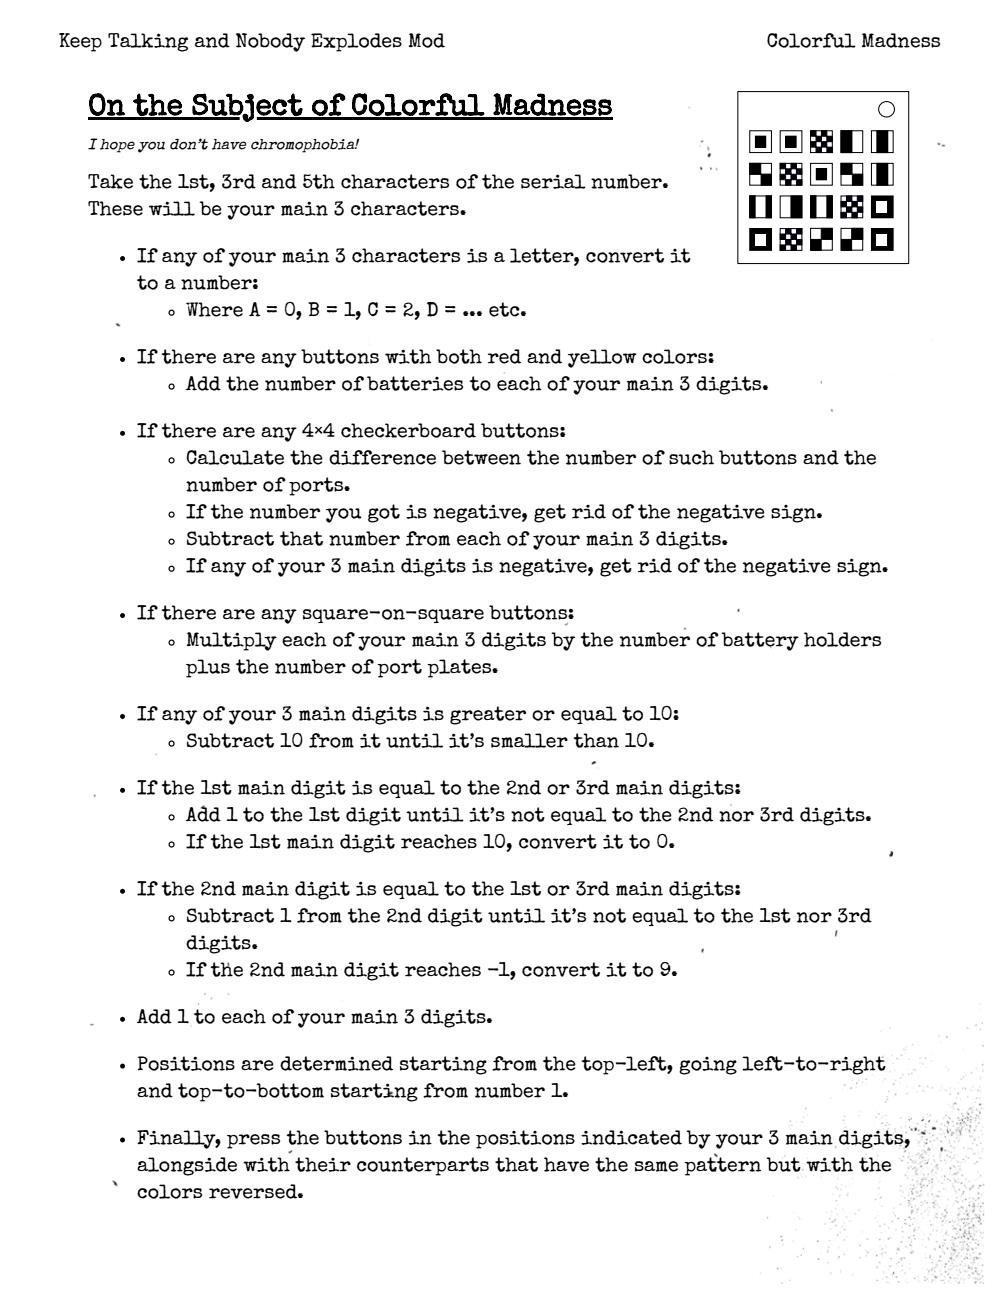 Keep Talking and Nobody Explodes Mod
Colorful Madness
On the Subject of Colorful Madness
I hope you don't have chromophobia!
Take the 1st, 3rd and 5th characters of the serial number.
These will be your main 3 characters.
• If any of your main 3 characters is a letter, convert it
to a number:
◦ Where A = 0, B = 1, C = 2, D = ... etc.
• If there are any buttons with both red and yellow colors:
◦ Add the number of batteries to each of your main 3 digits.
• If there are any 4×4 checkerboard buttons:
◦ Calculate the difference between the number of such buttons and the
number of ports.
◦ If the number you got is negative, get rid of the negative sign.
◦ Subtract that number from each of your main 3 digits.
◦ If any of your 3 main digits is negative, get rid of the negative sign.
• If there are any square-on-square buttons:
◦ Multiply each of your main 3 digits by the number of battery holders
plus the number of port plates.
• If any of your 3 main digits is greater or equal to 10:
◦ Subtract 10 from it until it's smaller than 10.
• If the 1st main digit is equal to the 2nd or 3rd main digits:
◦ Add 1 to the 1st digit until it's not equal to the 2nd nor 3rd digits.
◦ If the 1st main digit reaches 10, convert it to 0.
• If the 2nd main digit is equal to the 1st or 3rd main digits:
◦ Subtract 1 from the 2nd digit until it's not equal to the 1st nor 3rd
digits.
◦ If the 2nd main digit reaches -1, convert it to 9.
• Add 1 to each of your main 3 digits.
• Positions are determined starting from the top-left, going left-to-right
and top-to-bottom starting from number 1.
• Finally, press the buttons in the positions indicated by your 3 main digits,
alongside with their counterparts that have the same pattern but with the
colors reversed.